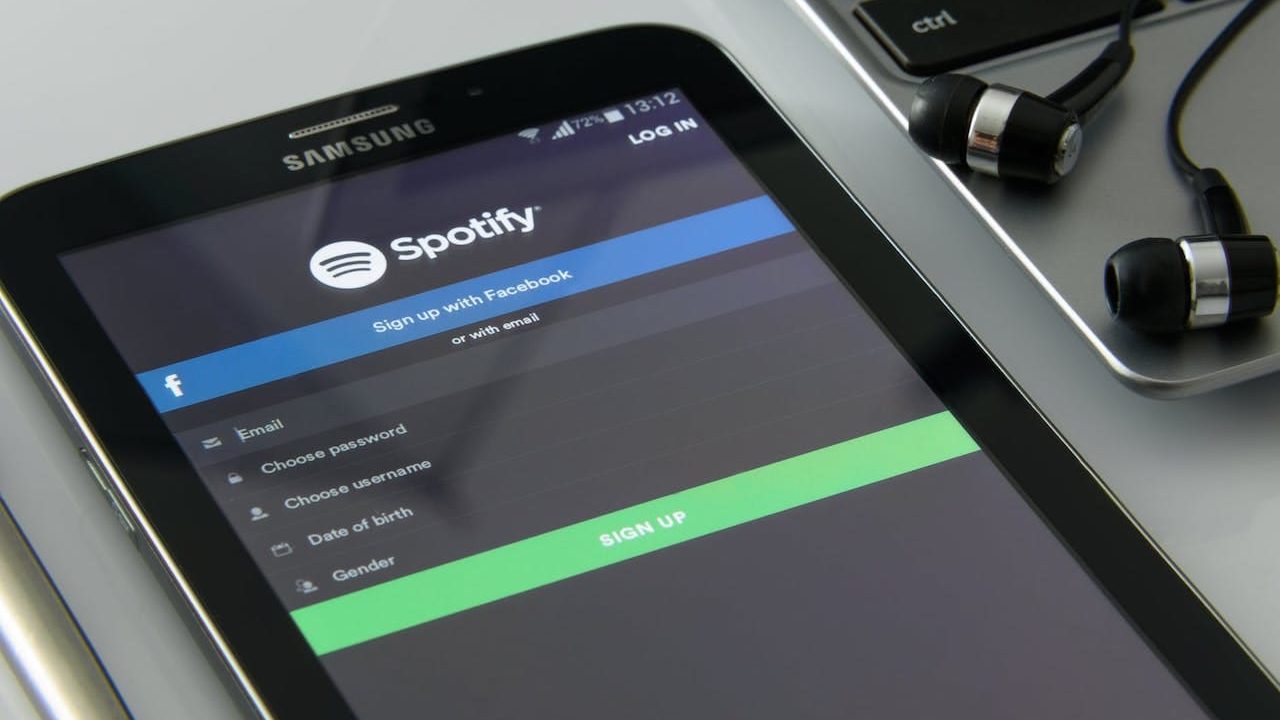 ctrl
SAMSUNG
72% 13:12
LOG IN
Spotify
Sign up with Facebook
or with email
Email
Choose password
Choose username
Date of birth
Gender
SIGN UP